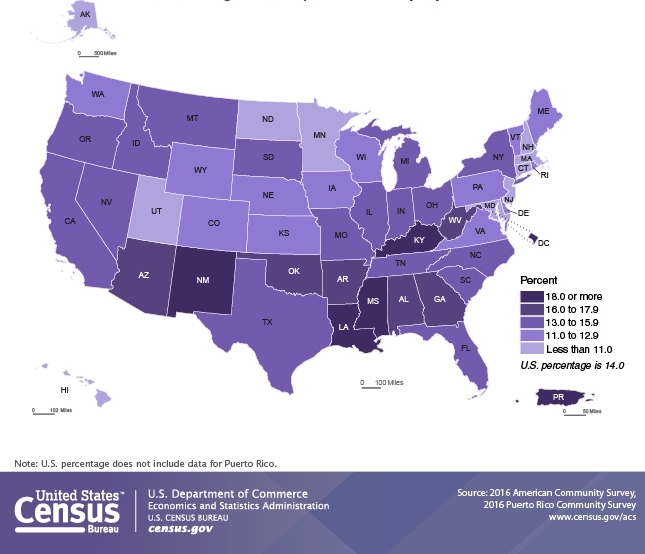 AK
0 500 Miles
WA
MT
ND
MN
ME
OR
ID
SD
WI
MI
VT
NH
NY
MA
CT
RI
WY
NE
IA
PA
NJ
NV
UT
CO
KS
IL
IN
OH
MD
DE
CA
MO
KY
WV
VA
DC
AZ
NM
OK
AR
TN
NC
SC
TX
LA
MS
AL
GA
FL
Percent
18.0 or more
16.0 to 17.9
13.0 to 15.9
11.0 to 12.9
Less than 11.0
U.S. percentage is 14.0
HI
0 100 Miles
0 100 Miles
PR
0 50 Miles
Note: U.S. percentage does not include data for Puerto Rico.
United States™
Census
Bureau
U.S. Department of Commerce
Economics and Statistics Administration
U.S. CENSUS BUREAU
census.gov
Source: 2016 American Community Survey,
2016 Puerto Rico Community Survey
www.census.gov/acs